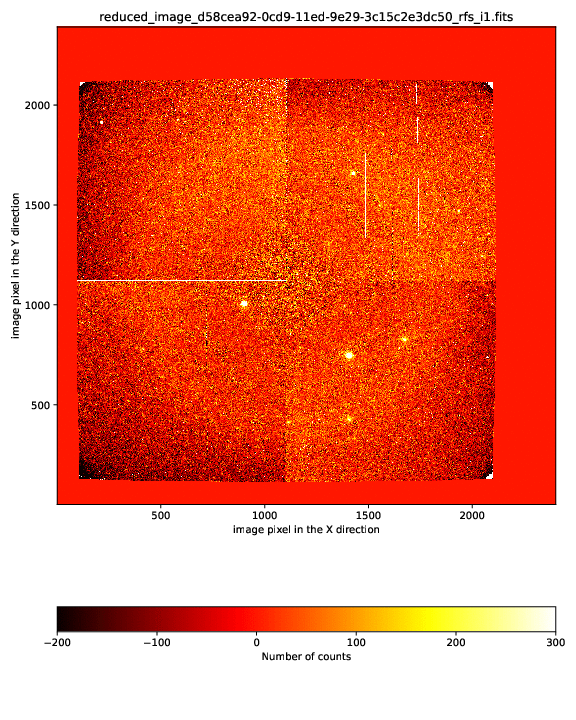 reduced_image_d58cea92-0cd9-11ed-9e29-3c15c2e3dc50_rfs_i1.fits
2000
1500
1000
500
image pixel in the Y direction
500 1000 1500 2000
image pixel in the X direction
−200 −100 0 100 200 300
Number of counts